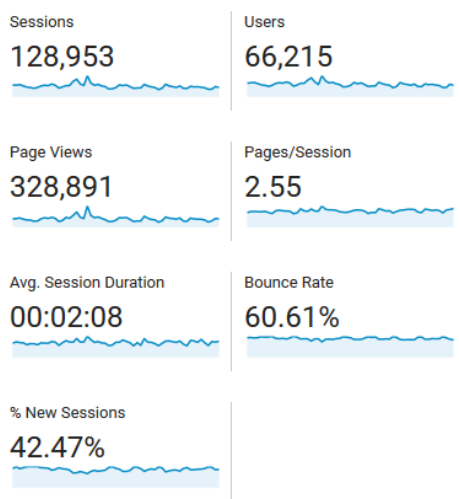 Sessions
128,953
Users
66,215
Page Views
328,891
Pages/Session
2.55
Avg. Session Duration
00:02:08
Bounce Rate
60.61%
% New Sessions
42.47%